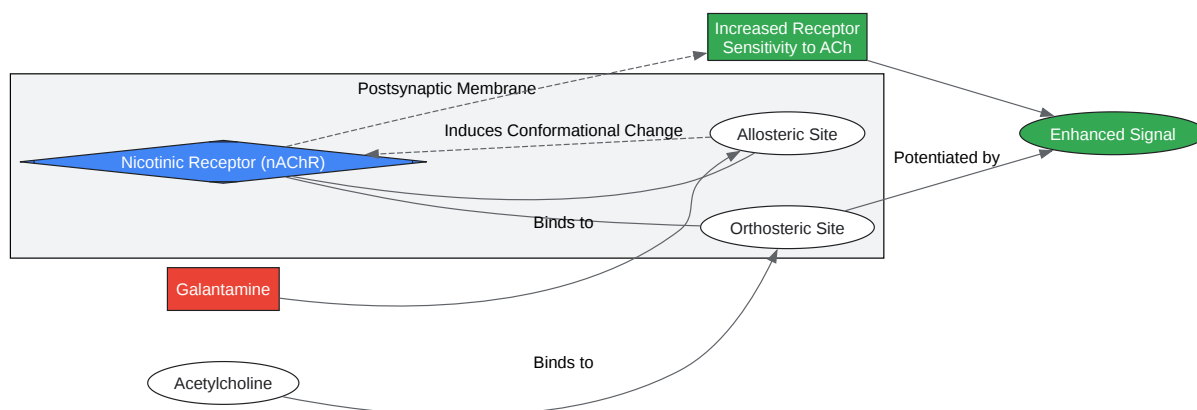 Increased Receptor
Sensitivity to ACh
Postsynaptic Membrane
Induces Conformational Change
Allosteric Site
Enhanced Signal
Nicotinic Receptor (nAChR)
Potentiated by
Binds to
Orthosteric Site
Galantamine
Binds to
Acetylcholine